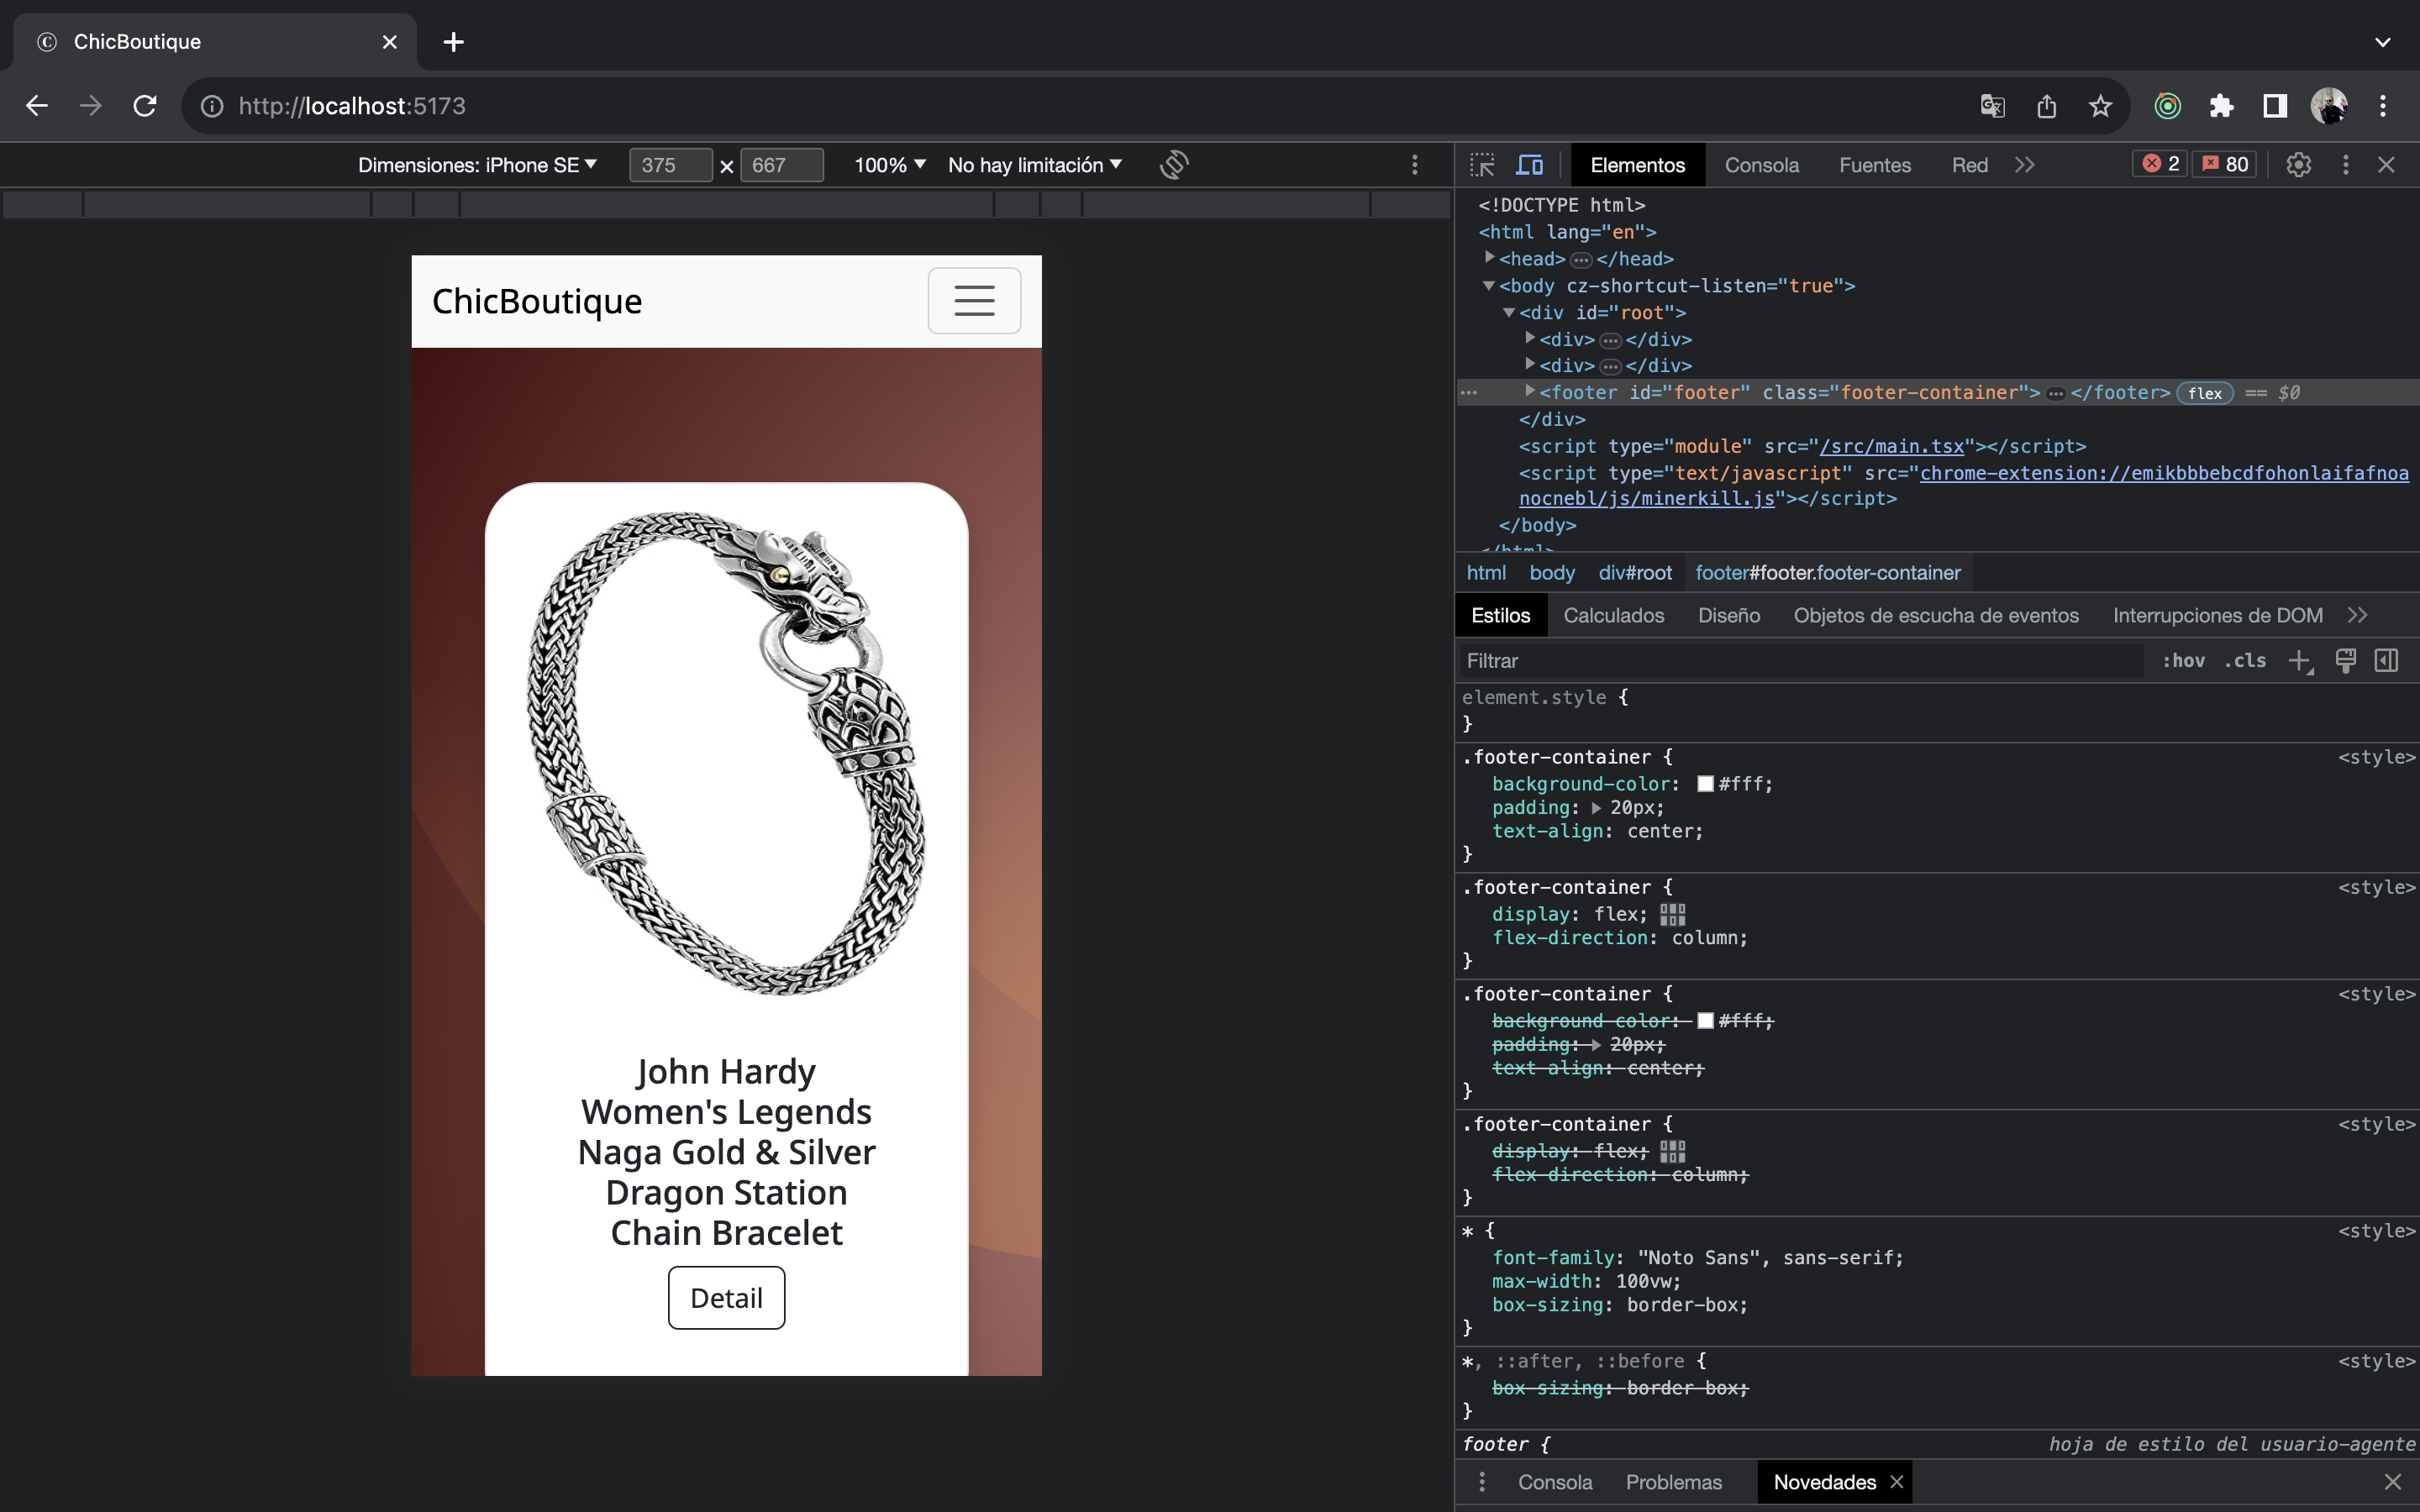 ChicBoutique
http://localhost:5173
Dimensiones: iPhone SE 375 × 667 100% No hay limitación
Elementos Consola Fuentes Red 2 80
ChicBoutique
John Hardy
Women's Legends
Naga Gold & Silver
Dragon Station
Chain Bracelet
Detail
<!DOCTYPE html>
<html lang="en">
<head> … </head>
<body cz-shortcut-listen="true">
<div id="root">
<div> … </div>
<div> … </div>
<footer id="footer" class="footer-container"> … </footer> flex == $0
</div>
<script type="module" src="/src/main.tsx"></script>
<script type="text/javascript" src="chrome-extension://emikbbbebcdfohonlaifafnoa
nocnebl/js/minerkill.js"></script>
</body>
</html>
html body div#root footer#footer.footer-container
Estilos Calculados Diseño Objetos de escucha de eventos Interrupciones de DOM
Filtrar :hov .cls
element.style {
}
.footer-container { <style>
background-color: #fff;
padding: 20px;
text-align: center;
}
.footer-container { <style>
display: flex;
flex-direction: column;
}
.footer-container { <style>
background-color: #fff;
padding: 20px;
text-align: center;
}
.footer-container { <style>
display: flex;
flex-direction: column;
}
* { <style>
font-family: "Noto Sans", sans-serif;
max-width: 100vw;
box-sizing: border-box;
}
*, ::after, ::before { <style>
box-sizing: border-box;
}
footer { hoja de estilo del usuario-agente
Consola Problemas Novedades